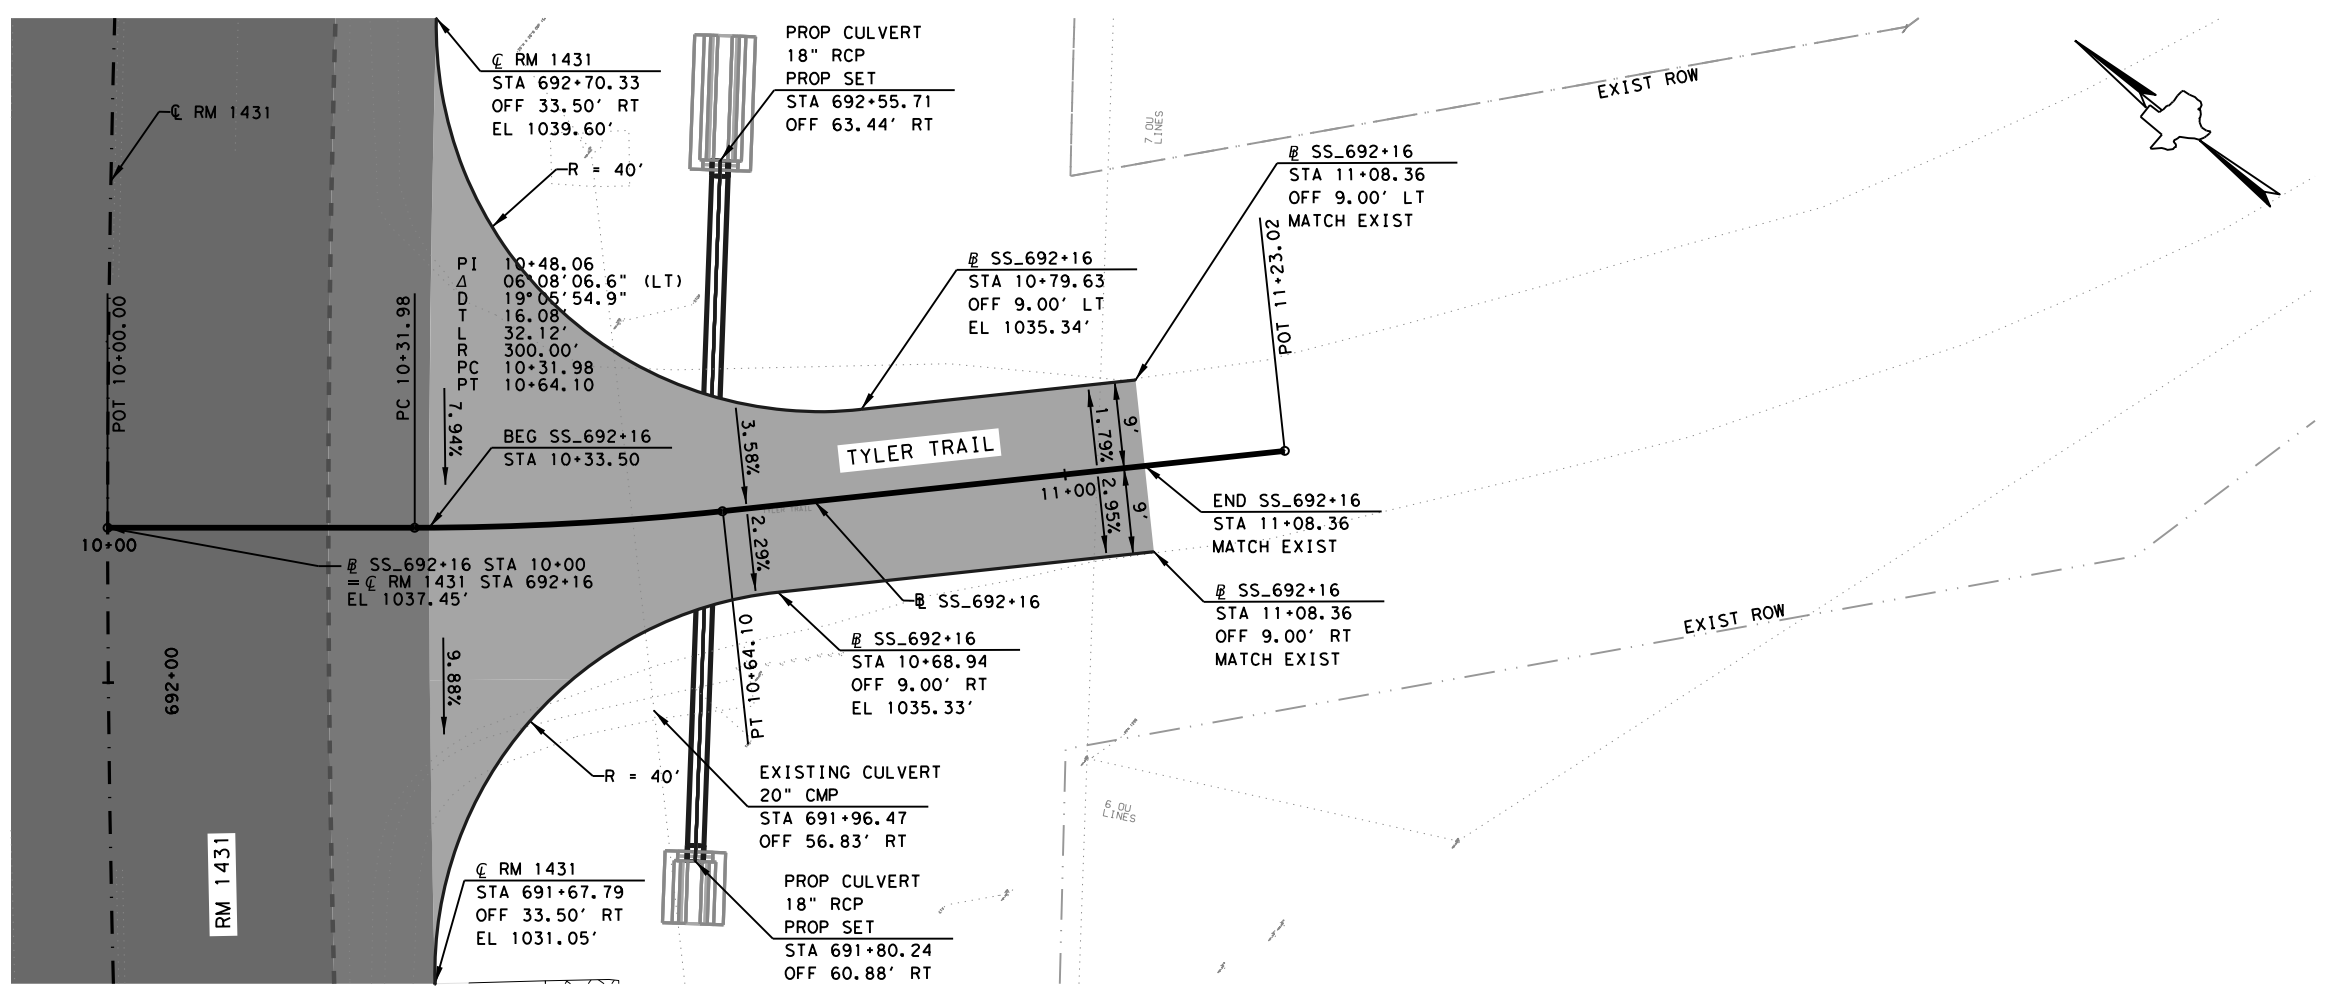 ℄ RM 1431
℄ RM 1431
STA 692+70.33
OFF 33.50' RT
EL 1039.60'
R = 40'
PROP CULVERT
18" RCP
PROP SET
STA 692+55.71
OFF 63.44' RT
7 OU
LINES
EXIST ROW
℄ SS_692+16
STA 11+08.36
OFF 9.00' LT
MATCH EXIST
POT 11+23.02
PI 10+48.06
Δ 06°08'06.6" (LT)
D 19°05'54.9"
T 16.08'
L 32.12'
R 300.00'
PC 10+31.98
PT 10+64.10
POT 10+00.00
PC 10+31.98
℄ SS_692+16
STA 10+79.63
OFF 9.00' LT
EL 1035.34'
7.94%
BEG SS_692+16
STA 10+33.50
3.58%
TYLER TRAIL
1.79%
9'
11+00
2.95%
9'
TYLER TRAIL
2.29%
END SS_692+16
STA 11+08.36
MATCH EXIST
10+00
℄ SS_692+16 STA 10+00
= ℄ RM 1431 STA 692+16
EL 1037.45'
℄ SS_692+16
℄ SS_692+16
STA 11+08.36
OFF 9.00' RT
MATCH EXIST
EXIST ROW
692+00
9.88%
PT 10+64.10
℄ SS_692+16
STA 10+68.94
OFF 9.00' RT
EL 1035.33'
R = 40'
EXISTING CULVERT
20" CMP
STA 691+96.47
OFF 56.83' RT
6 OU
LINES
RM 1431
℄ RM 1431
STA 691+67.79
OFF 33.50' RT
EL 1031.05'
PROP CULVERT
18" RCP
PROP SET
STA 691+80.24
OFF 60.88' RT